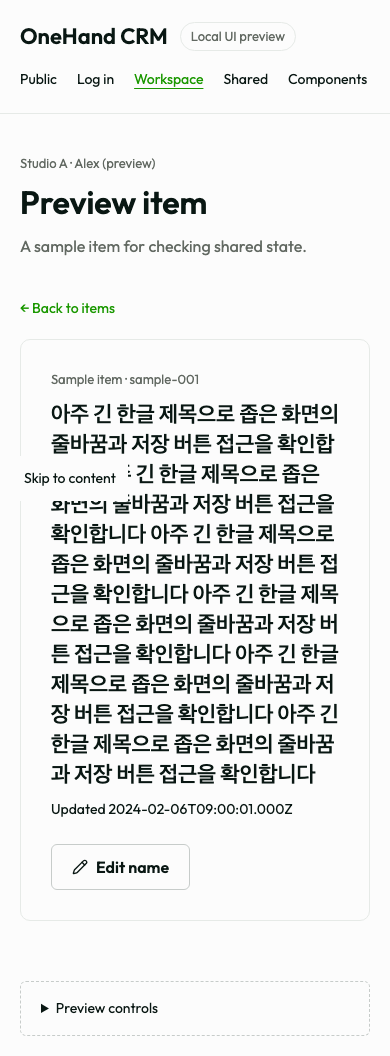 OneHand CRM
Local UI preview
Public Log in Workspace Shared Components
Studio A · Alex (preview)
Preview item
A sample item for checking shared state.
← Back to items
Sample item · sample-001
아주 긴 한글 제목으로 좁은 화면의
줄바꿈과 저장 버튼 접근을 확인합
Skip to content
긴 한글 제목으로 좁은
화면의 줄바꿈과 저장 버튼 접근을
확인합니다 아주 긴 한글 제목으로
좁은 화면의 줄바꿈과 저장 버튼 접
근을 확인합니다 아주 긴 한글 제목
으로 좁은 화면의 줄바꿈과 저장 버
튼 접근을 확인합니다 아주 긴 한글
제목으로 좁은 화면의 줄바꿈과 저
장 버튼 접근을 확인합니다 아주 긴
한글 제목으로 좁은 화면의 줄바꿈
과 저장 버튼 접근을 확인합니다
Updated 2024-02-06T09:00:01.000Z
Edit name
Preview controls